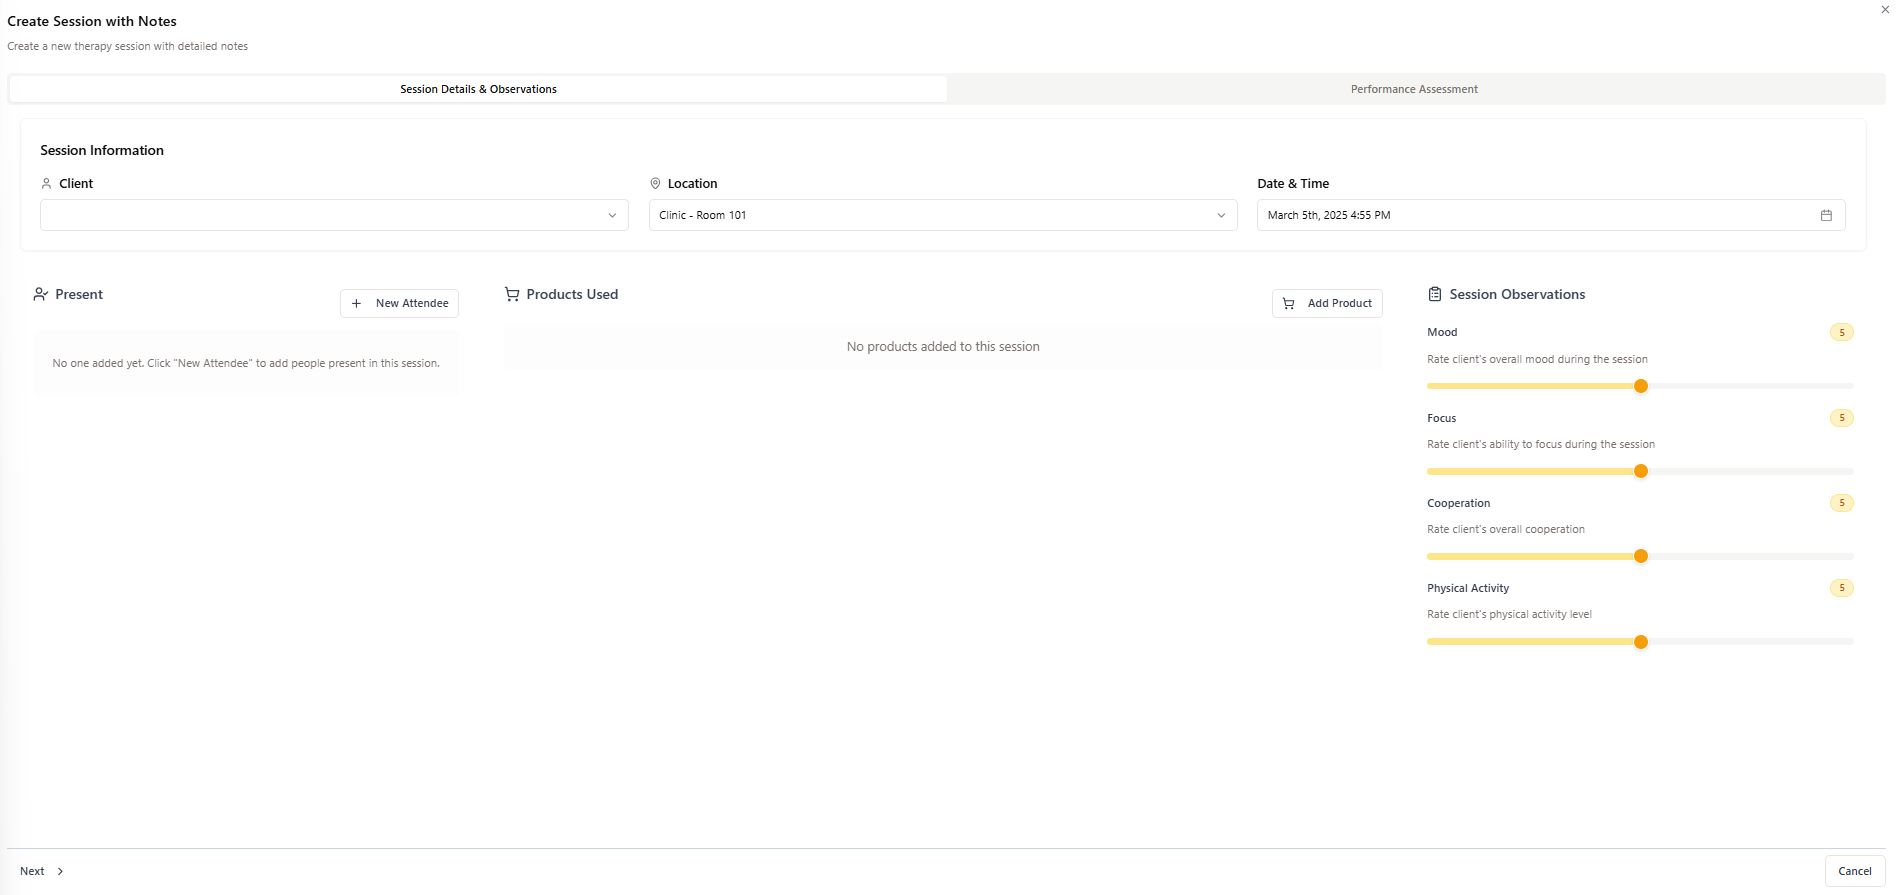 Create Session with Notes
Create a new therapy session with detailed notes
Session Details & Observations
Performance Assessment
Session Information
Client
Location
Clinic - Room 101
Date & Time
March 5th, 2025 4:55 PM
Present
New Attendee
No one added yet. Click "New Attendee" to add people present in this session.
Products Used
Add Product
No products added to this session
Session Observations
Mood
5
Rate client's overall mood during the session
Focus
5
Rate client's ability to focus during the session
Cooperation
5
Rate client's overall cooperation
Physical Activity
5
Rate client's physical activity level
Next
Cancel